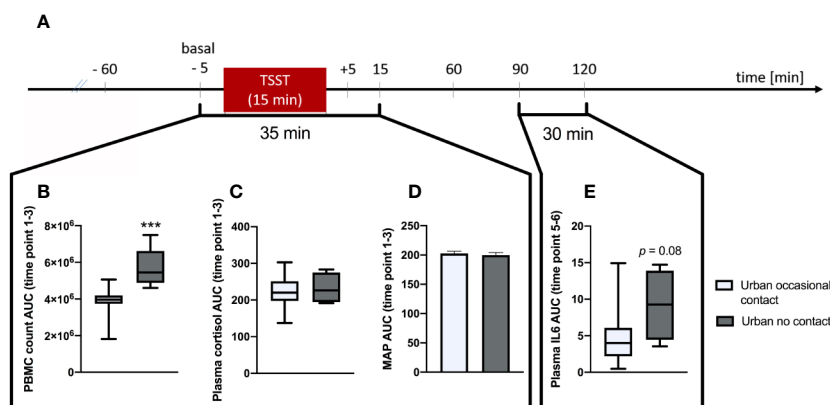 A
basal
- 60
- 5
TSST
(15 min)
+5
15
60
90
120
time [min]
35 min
30 min
B
PBMC count AUC (time point 1-3)
8×10⁶
6×10⁶
4×10⁶
2×10⁶
0
***
C
Plasma cortisol AUC (time point 1-3)
400
300
200
100
0
D
MAP AUC (time point 1-3)
250
200
150
100
50
0
E
Plasma IL6 AUC (time point 5-6)
20
15
10
5
0
p = 0.08
Urban occasional
contact
Urban no contact